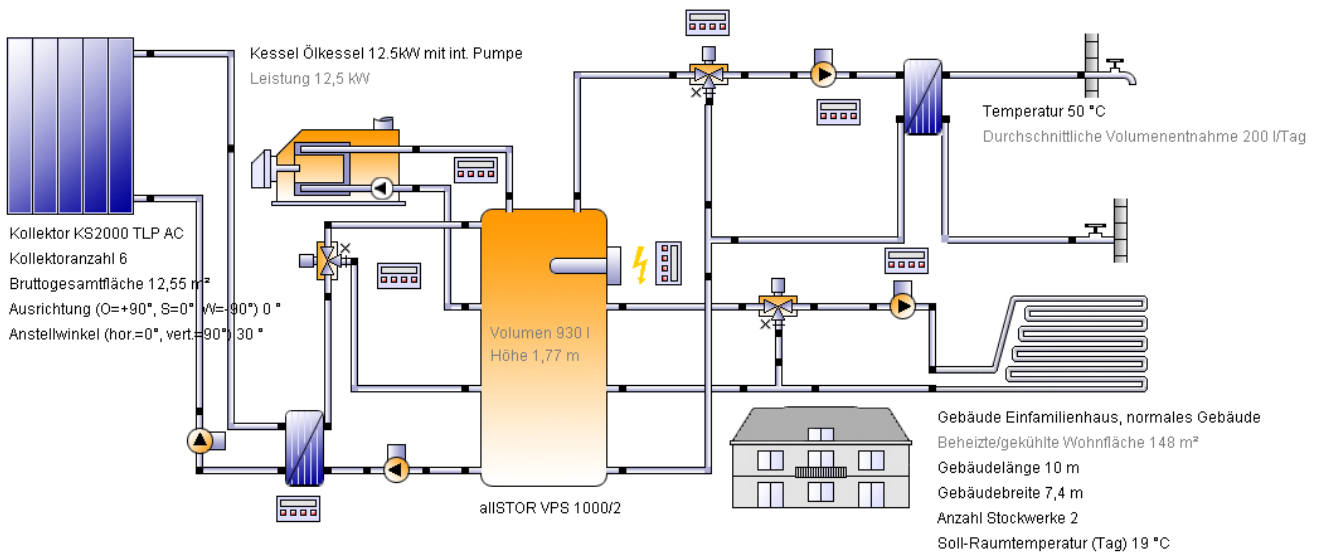 Kessel Ölkessel 12.5kW mit int. Pumpe
Leistung 12,5 kW
Temperatur 50 °C
Durchschnittliche Volumenentnahme 200 l/Tag
Kollektor KS2000 TLP AC
Kollektoranzahl 6
Bruttogesamtfläche 12,55 m²
Ausrichtung (O=+90°, S=0°, W=-90°) 0 °
Anstellwinkel (hor.=0°, vert.=90°) 30 °
Volumen 930 l
Höhe 1,77 m
allSTOR VPS 1000/2
Gebäude Einfamilienhaus, normales Gebäude
Beheizte/gekühlte Wohnfläche 148 m²
Gebäudelänge 10 m
Gebäudebreite 7,4 m
Anzahl Stockwerke 2
Soll-Raumtemperatur (Tag) 19 °C